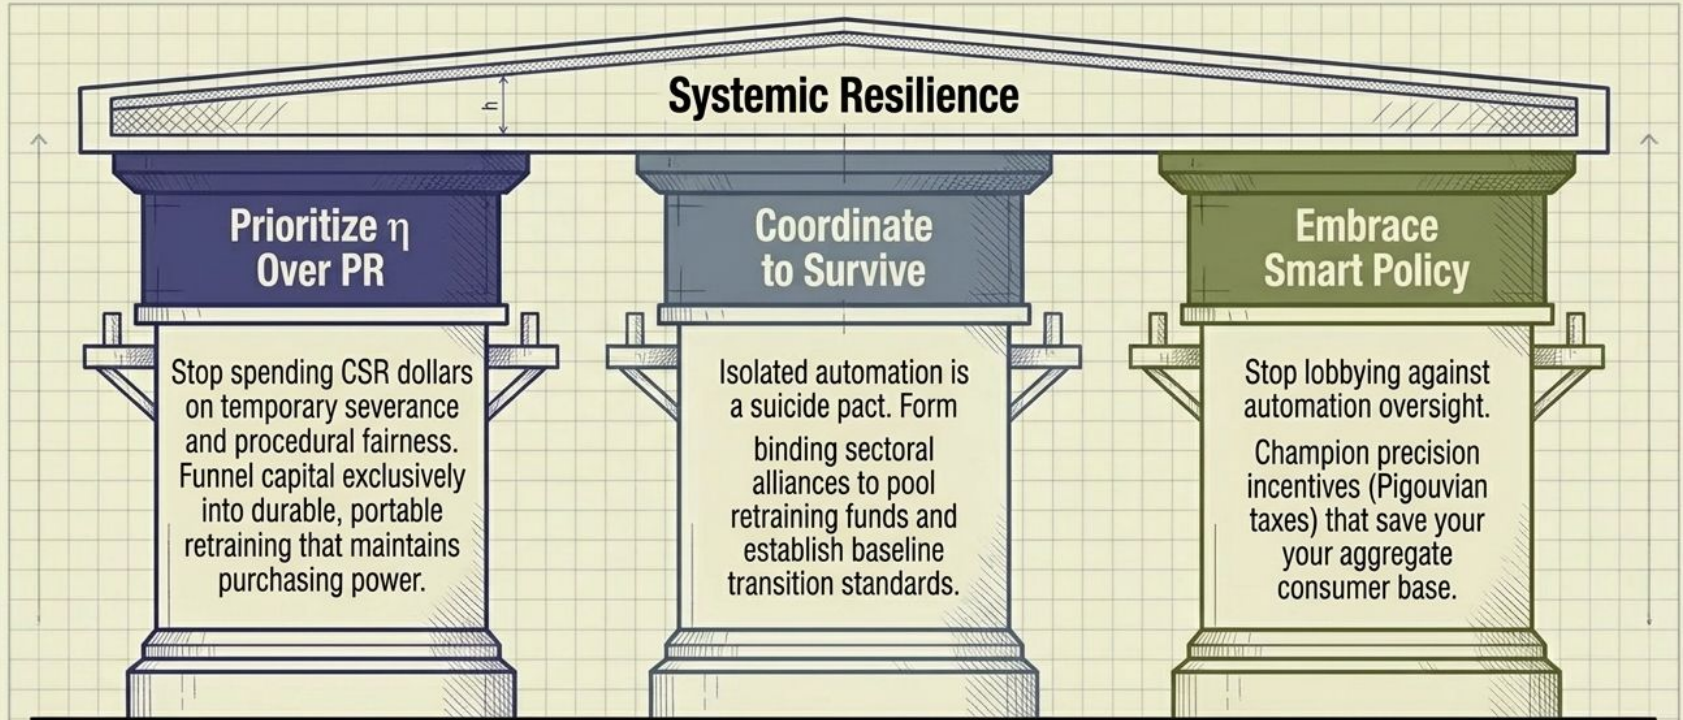 Systemic Resilience
h
Prioritize η
Over PR
Stop spending CSR dollars
on temporary severance
and procedural fairness.
Funnel capital exclusively
into durable, portable
retraining that maintains
purchasing power.
Coordinate
to Survive
Isolated automation is
a suicide pact. Form
binding sectoral
alliances to pool
retraining funds and
establish baseline
transition standards.
Embrace
Smart Policy
Stop lobbying against
automation oversight.
Champion precision
incentives (Pigouvian
taxes) that save your
your aggregate
consumer base.